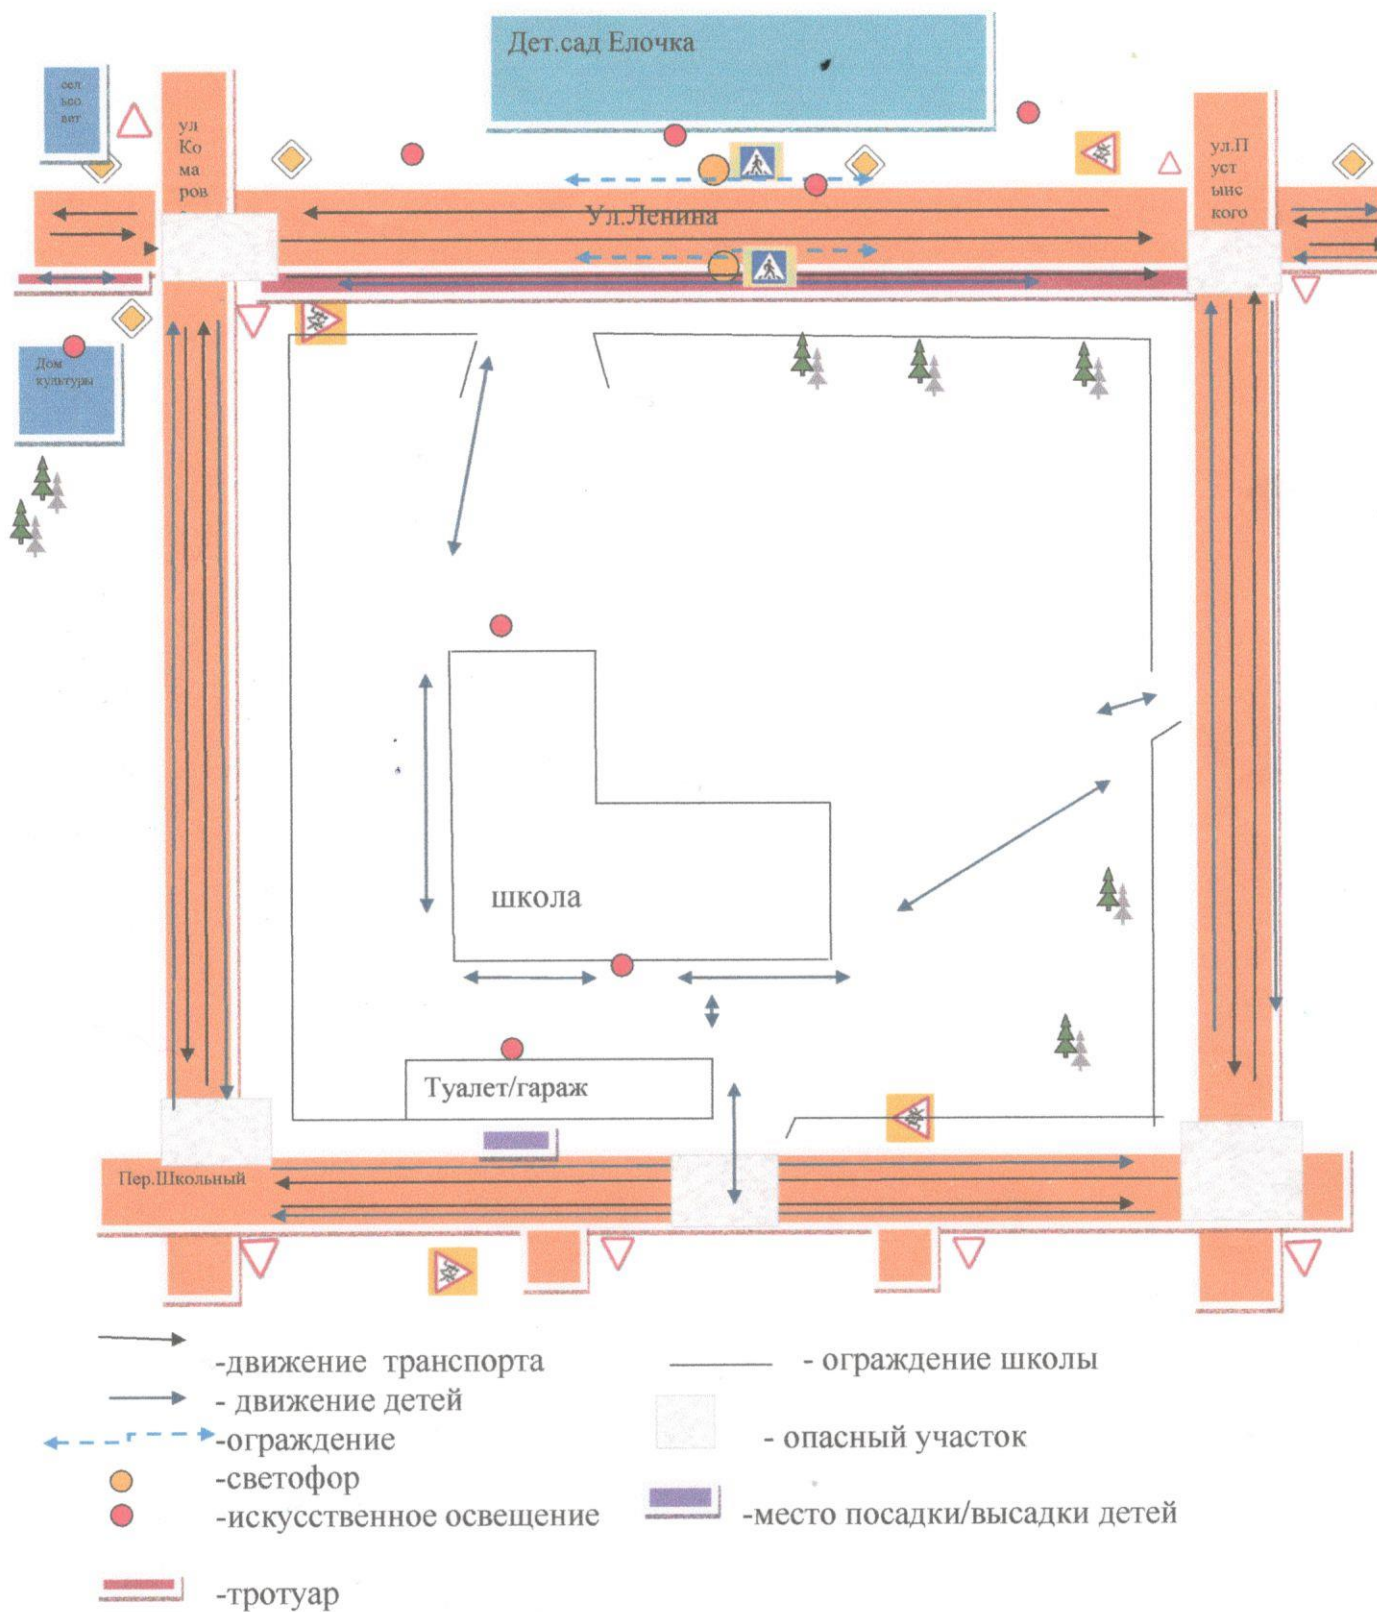 Дет.сад Елочка
сел
ьсо
вет
ул
Ко
ма
ров
ул.П
уст
ынс
кого
Ул.Ленина
Дом
культуры
школа
Туалет/гараж
Пер.Школьный
-движение транспорта
- ограждение школы
- движение детей
-ограждение
- опасный участок
-светофор
-искусственное освещение
-место посадки/высадки детей
-тротуар